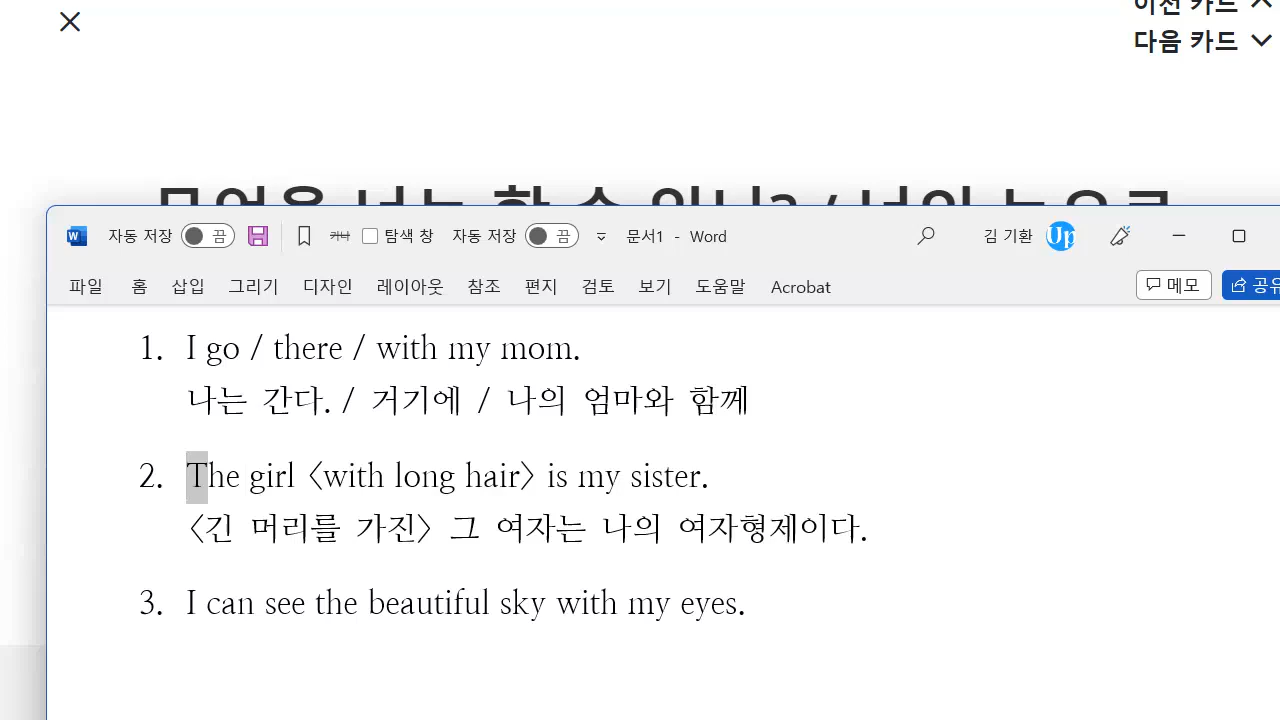 이전 카드
다음 카드
자동 저장 끔 가나 탐색 창 자동 저장 끔 문서1 - Word 김 기환 Up
파일 홈 삽입 그리기 디자인 레이아웃 참조 편지 검토 보기 도움말 Acrobat 메모 공유
1. I go / there / with my mom.
나는 간다. / 거기에 / 나의 엄마와 함께
2. The girl 〈with long hair〉 is my sister.
〈긴 머리를 가진〉 그 여자는 나의 여자형제이다.
3. I can see the beautiful sky with my eyes.